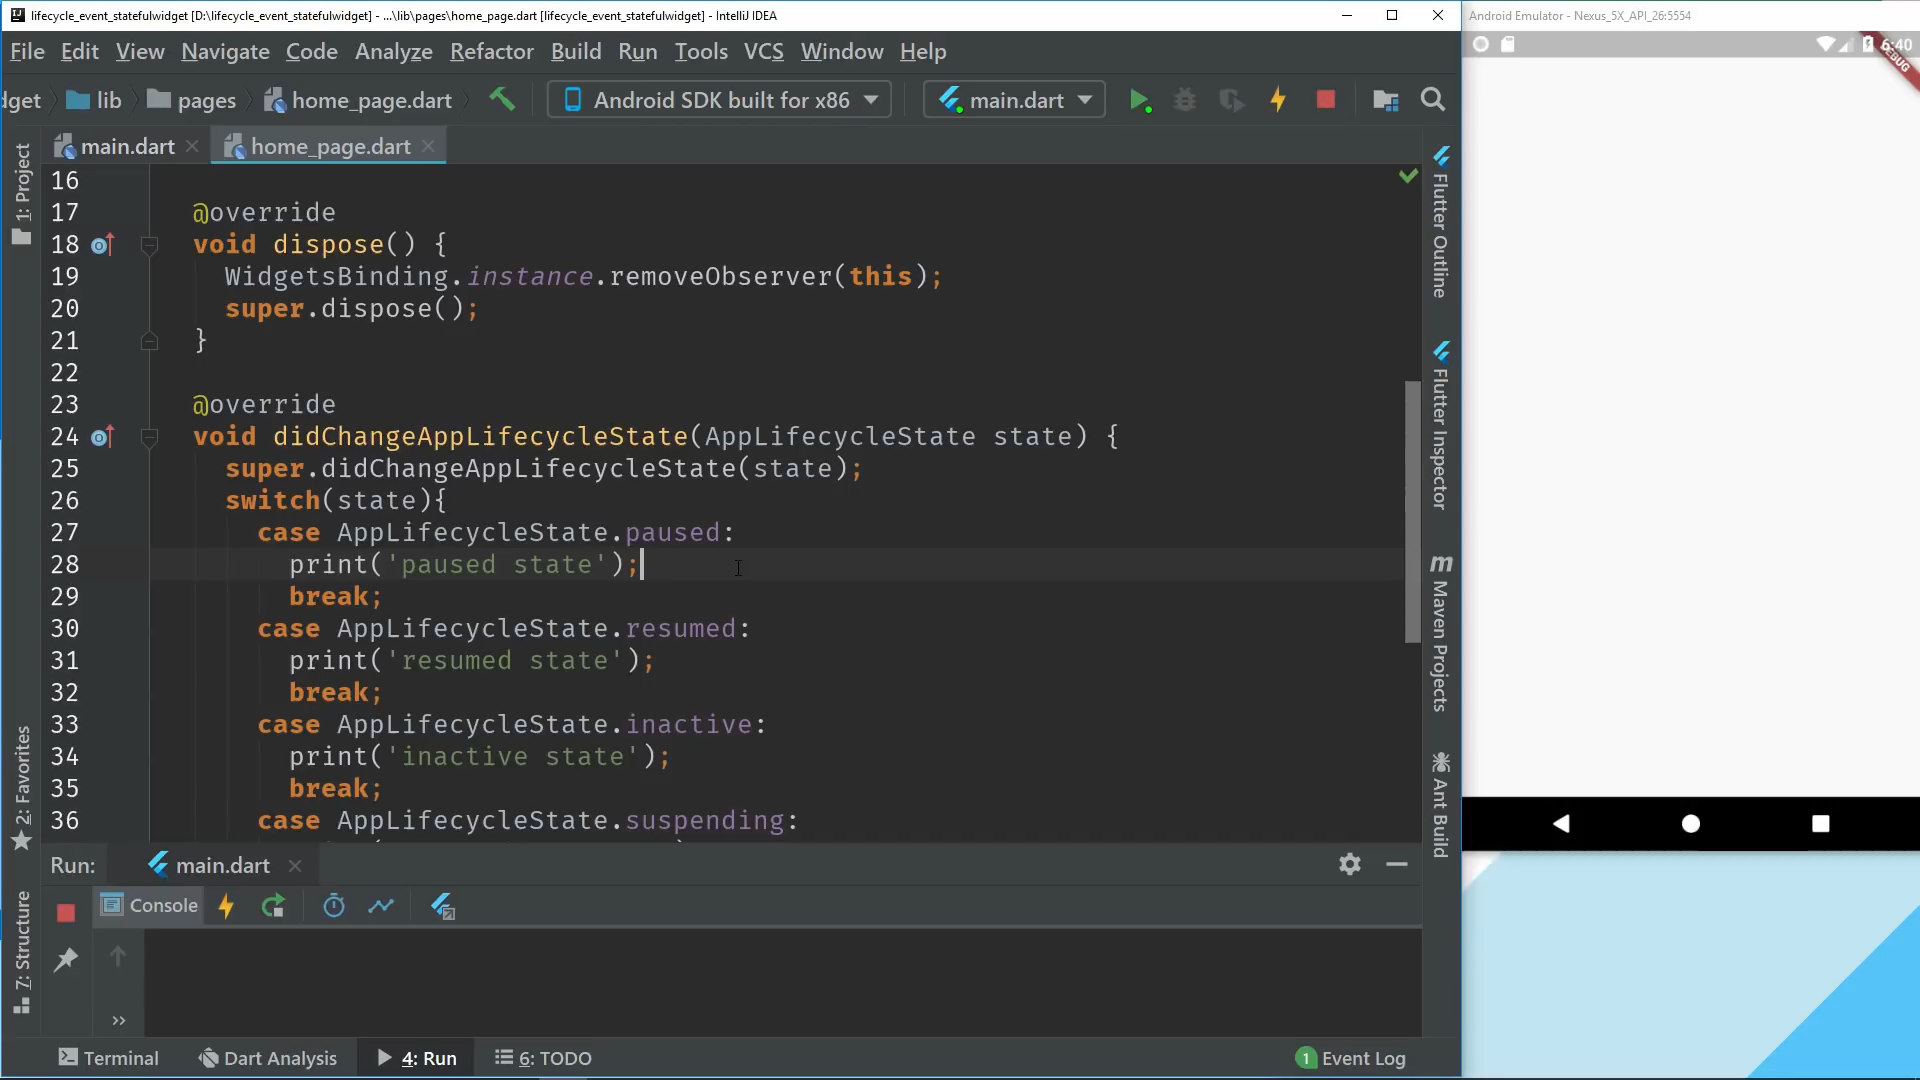 lifecycle_event_statefulwidget [D:\lifecycle_event_statefulwidget] - ...\lib\pages\home_page.dart [lifecycle_event_statefulwidget] - IntelliJ IDEA
Android Emulator - Nexus_5X_API_26:5554
File Edit View Navigate Code Analyze Refactor Build Run Tools VCS Window Help
6:40
DEBUG
dget lib pages home_page.dart Android SDK built for x86 main.dart
main.dart home_page.dart
1: Project
2: Favorites
7: Structure
16
17 @override
18 void dispose() {
19 WidgetsBinding.instance.removeObserver(this);
20 super.dispose();
21 }
22
23 @override
24 void didChangeAppLifecycleState(AppLifecycleState state) {
25 super.didChangeAppLifecycleState(state);
26 switch(state){
27 case AppLifecycleState.paused:
28 print('paused state');
29 break;
30 case AppLifecycleState.resumed:
31 print('resumed state');
32 break;
33 case AppLifecycleState.inactive:
34 print('inactive state');
35 break;
36 case AppLifecycleState.suspending:
Flutter Outline
Flutter Inspector
m Maven Projects
Ant Build
Run: main.dart
Console
Terminal Dart Analysis 4: Run 6: TODO 1 Event Log